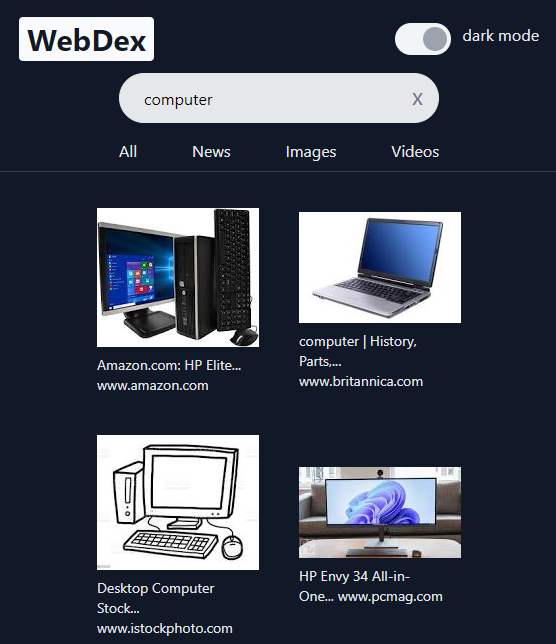 WebDex
dark mode
computer
X
All News Images Videos
Amazon.com: HP Elite...
www.amazon.com
computer | History,
Parts,...
www.britannica.com
Desktop Computer
Stock...
www.istockphoto.com
HP Envy 34 All-in-
One... www.pcmag.com